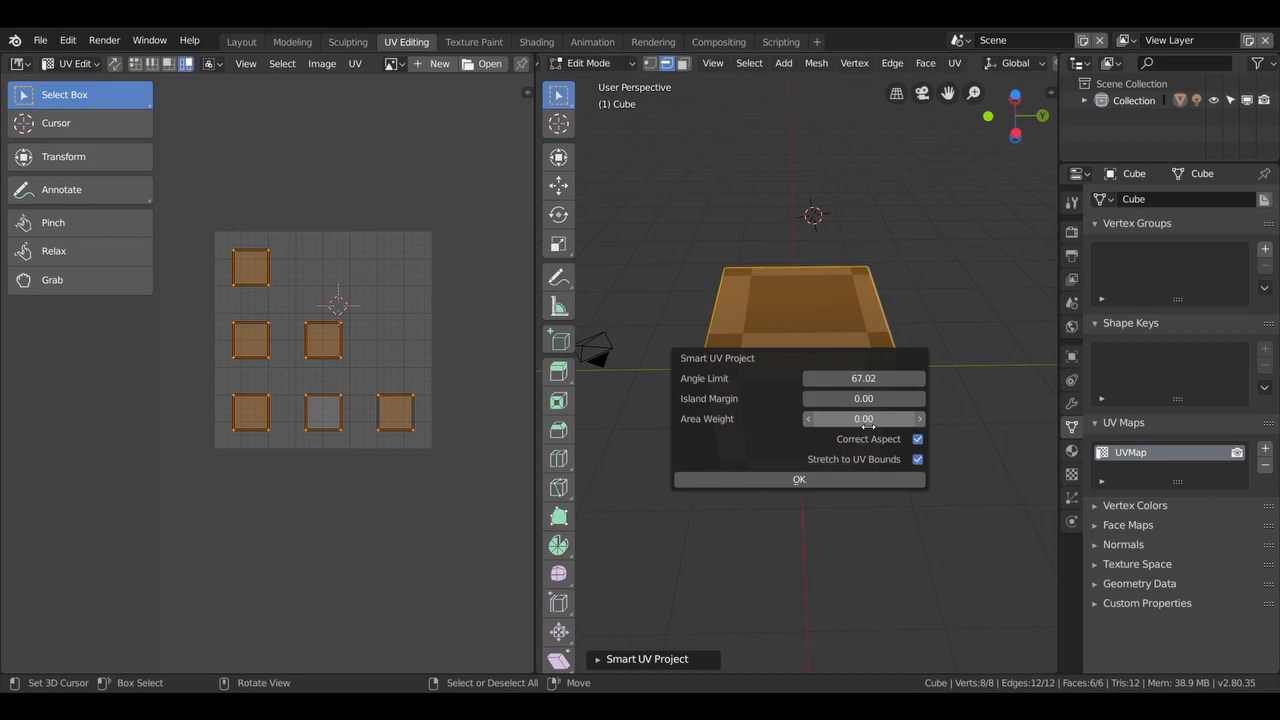 File Edit Render Window Help
Layout Modeling Sculpting UV Editing Texture Paint Shading Animation Rendering Compositing Scripting +
Scene
View Layer
UV Edit
View Select Image UV
+ New
Open
Edit Mode
View Select Add Mesh Vertex Edge Face UV
Global
Select Box
Cursor
Transform
Annotate
Pinch
Relax
Grab
User Perspective
(1) Cube
Y
Smart UV Project
Angle Limit 67.02
Island Margin 0.00
Area Weight 0.00
Correct Aspect
Stretch to UV Bounds
OK
Smart UV Project
Scene Collection
Collection
Cube Cube
Cube
Vertex Groups
Shape Keys
UV Maps
UVMap
Vertex Colors
Face Maps
Normals
Texture Space
Geometry Data
Custom Properties
Set 3D Cursor Box Select Rotate View Select or Deselect All Move
Cube | Verts:8/8 | Edges:12/12 | Faces:6/6 | Tris:12 | Mem: 38.9 MB | v2.80.35